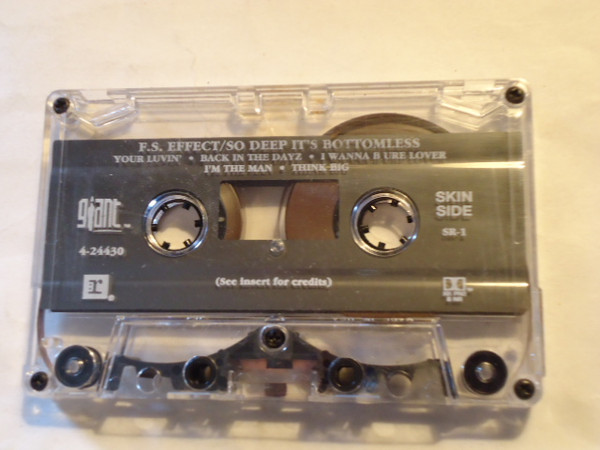 F.S. EFFECT/SO DEEP IT'S BOTTOMLESS
YOUR LUVIN' • BACK IN THE DAYZ • I WANNA B URE LOVER
I'M THE MAN • THINK BIG
giant™
SKIN
SIDE
4-24430
SR-1
(See insert for credits)